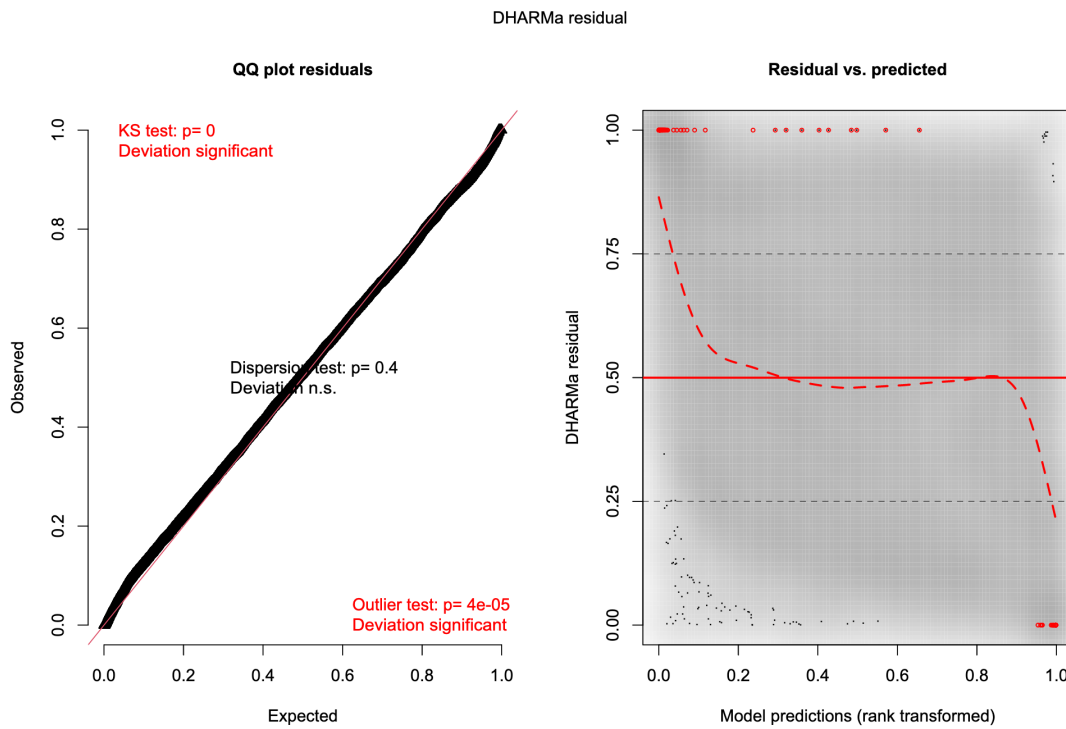 DHARMa residual
QQ plot residuals
KS test: p= 0
Deviation significant
Dispersion test: p= 0.4
Deviation n.s.
Outlier test: p= 4e-05
Deviation significant
Observed
0.0
0.2
0.4
0.6
0.8
1.0
0.0 0.2 0.4 0.6 0.8 1.0
Expected
Residual vs. predicted
DHARMa residual
0.00
0.25
0.50
0.75
1.00
0.0 0.2 0.4 0.6 0.8 1.0
Model predictions (rank transformed)